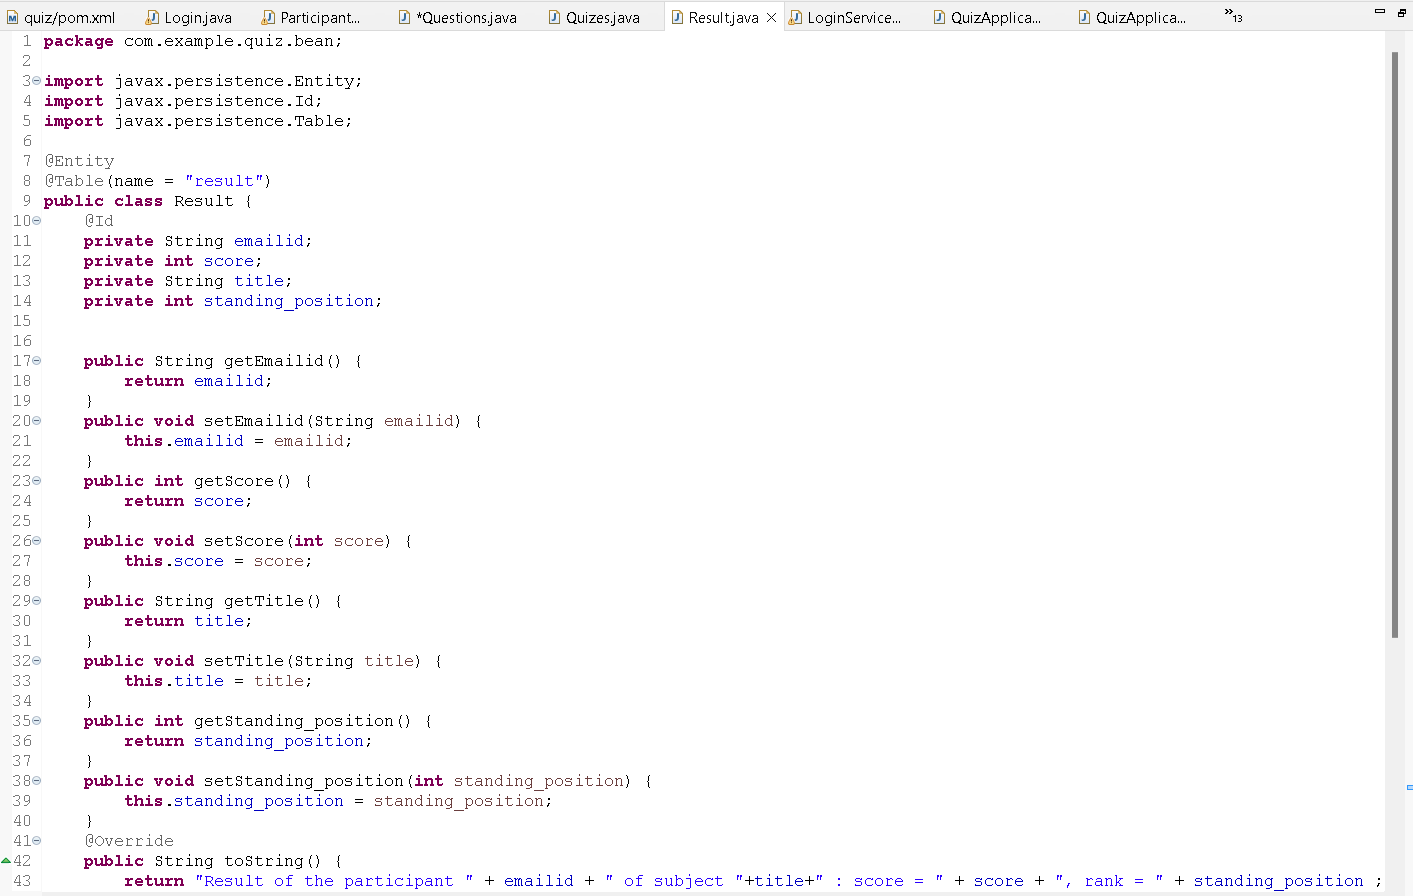 quiz/pom.xml Login.java Participant... *Questions.java Quizes.java Result.java LoginService... QuizApplica... QuizApplica... »13
1 package com.example.quiz.bean;
2
3 import javax.persistence.Entity;
4 import javax.persistence.Id;
5 import javax.persistence.Table;
6
7 @Entity
8 @Table(name = "result")
9 public class Result {
10 @Id
11 private String emailid;
12 private int score;
13 private String title;
14 private int standing_position;
15
16
17 public String getEmailid() {
18 return emailid;
19 }
20 public void setEmailid(String emailid) {
21 this.emailid = emailid;
22 }
23 public int getScore() {
24 return score;
25 }
26 public void setScore(int score) {
27 this.score = score;
28 }
29 public String getTitle() {
30 return title;
31 }
32 public void setTitle(String title) {
33 this.title = title;
34 }
35 public int getStanding_position() {
36 return standing_position;
37 }
38 public void setStanding_position(int standing_position) {
39 this.standing_position = standing_position;
40 }
41 @Override
42 public String toString() {
43 return "Result of the participant " + emailid + " of subject "+title+" : score = " + score + ", rank = " + standing_position ;